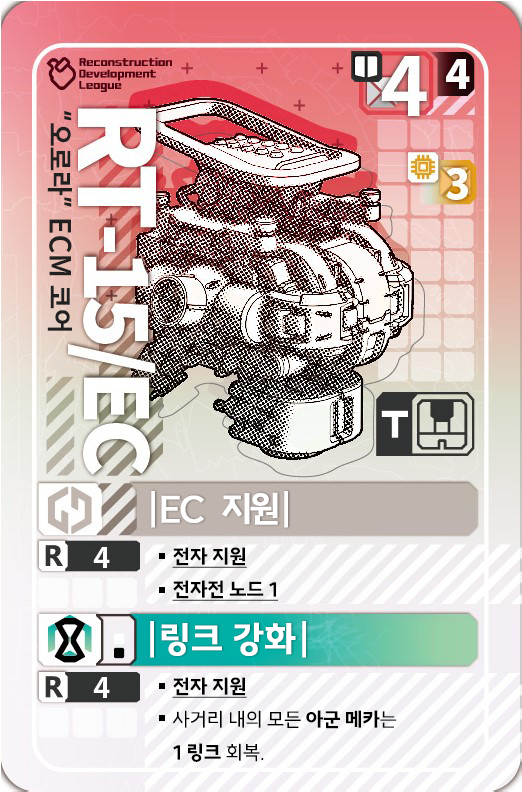 Reconstruction
Development
League
4
4
3
RT-15/EC
"오로라" ECM 코어
T
|EC 지원|
R 4
▪ 전자 지원
▪ 전자전 노드 1
|링크 강화|
R 4
▪ 전자 지원
▪ 사거리 내의 모든 아군 메카는
1 링크 회복.